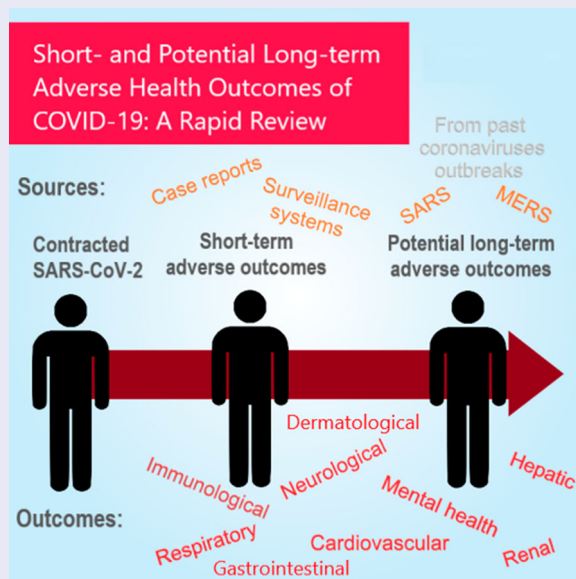 Short- and Potential Long-term
Adverse Health Outcomes of
COVID-19: A Rapid Review
From past
coronaviruses
outbreaks
Sources:
Case reports
Surveillance
systems
SARS
MERS
Contracted
SARS-CoV-2
Short-term
adverse outcomes
Potential long-term
adverse outcomes
Dermatological
Immunological
Neurological
Mental health
Hepatic
Outcomes:
Respiratory
Gastrointestinal
Cardiovascular
Renal